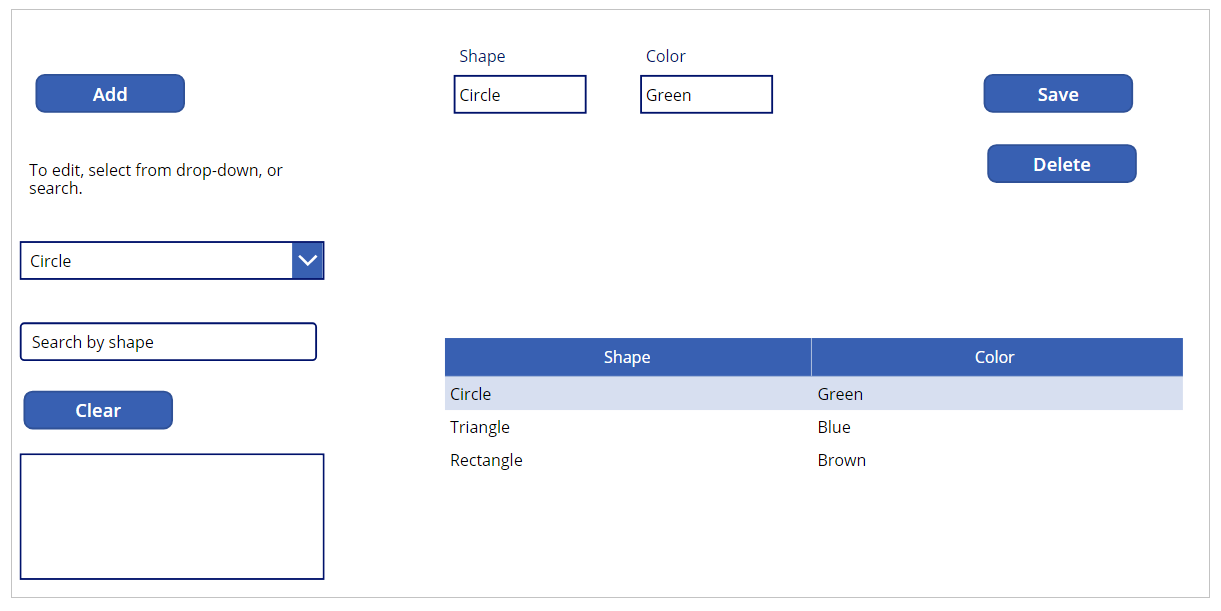 Shape Color
Add
Circle Green
Save
To edit, select from drop-down, or
search.
Delete
Circle
Search by shape
Clear
Shape Color
Circle Green
Triangle Blue
Rectangle Brown